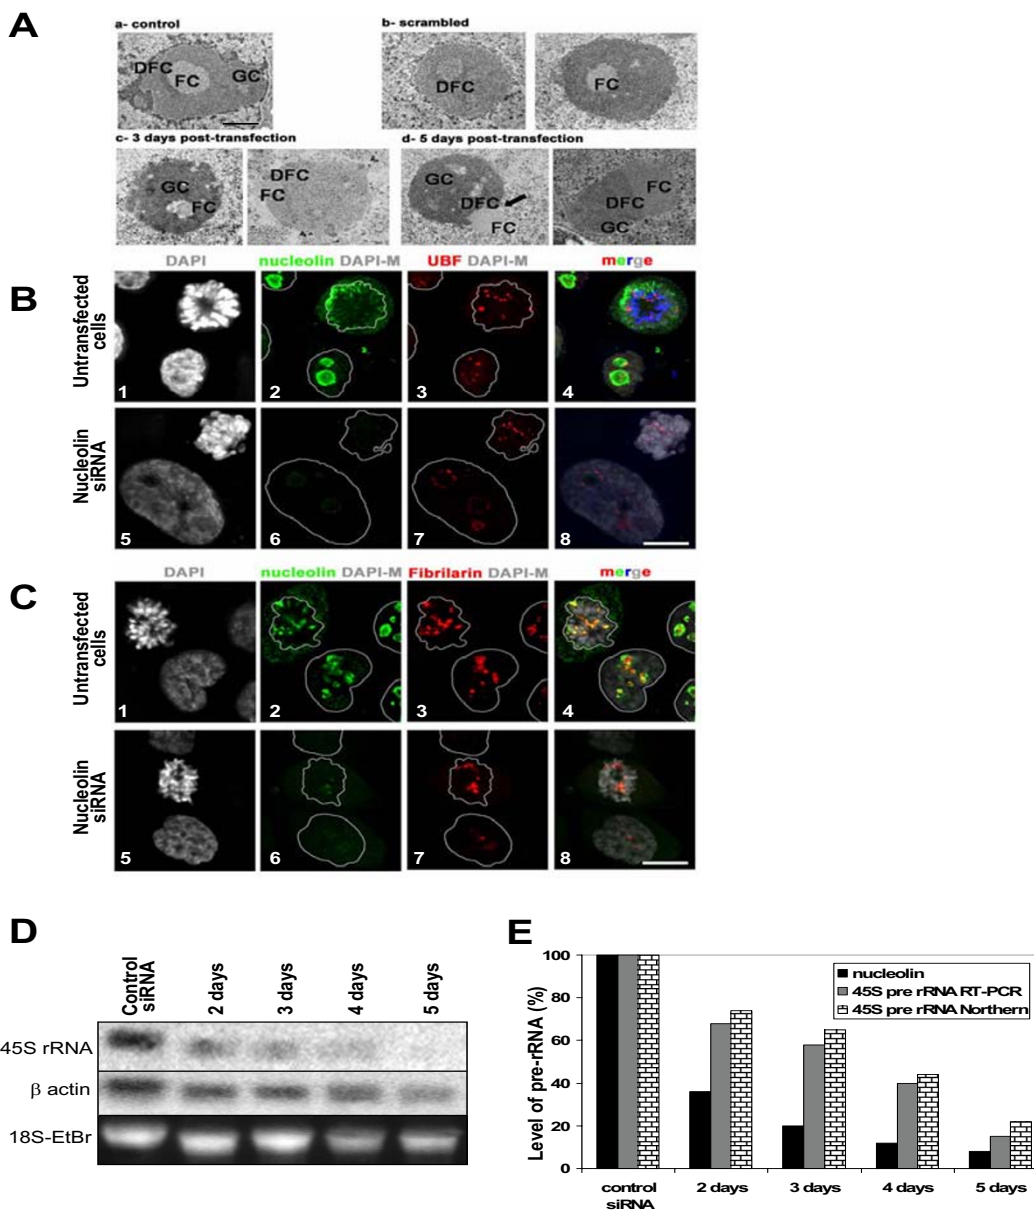 A
a- control
b- scrambled
DFC
FC
GC
DFC
FC
c- 3 days post-transfection
d- 5 days post-transfection
GC
FC
DFC
FC
GC
DFC
FC
FC
DFC
GC
B
DAPI
nucleolin DAPI-M
UBF DAPI-M
merge
Untransfected
cells
1
2
3
4
Nucleolin
siRNA
5
6
7
8
C
DAPI
nucleolin DAPI-M
Fibrilarin DAPI-M
merge
Untransfected
cells
1
2
3
4
Nucleolin
siRNA
5
6
7
8
D
Control
siRNA
2 days
3 days
4 days
5 days
45S rRNA
β actin
18S-EtBr
E
Level of pre-rRNA (%)
100
80
60
40
20
0
nucleolin
45S pre rRNA RT-PCR
45S pre rRNA Northern
control
siRNA
2 days
3 days
4 days
5 days